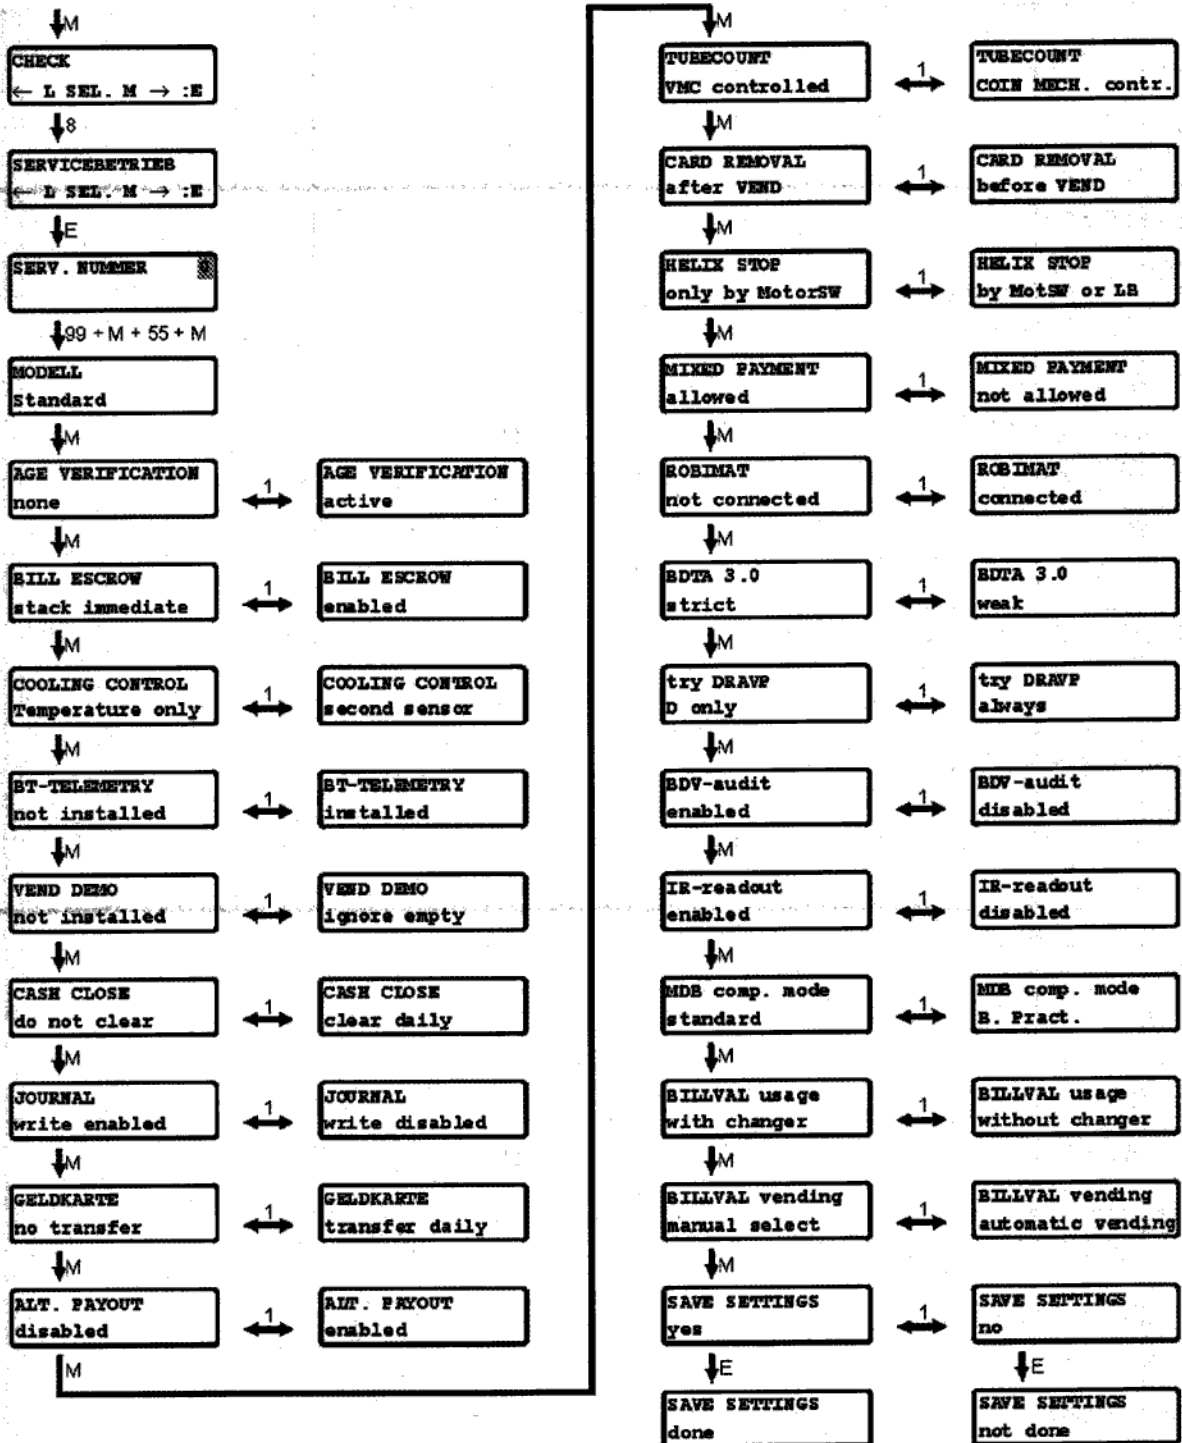 M
CHECK
← L SEL. M → :E
8
SERVICEBETRIEB
← L SEL. M → :E
E
SERV. NUMMER 0
99 + M + 55 + M
MODELL
Standard
M
AGE VERIFICATION
none
1
AGE VERIFICATION
active
M
BILL ESCROW
stack immediate
1
BILL ESCROW
enabled
M
COOLING CONTROL
Temperature only
1
COOLING CONTROL
second sensor
M
BT-TELEMETRY
not installed
1
BT-TELEMETRY
installed
M
VEND DEMO
not installed
1
VEND DEMO
ignore empty
M
CASH CLOSE
do not clear
1
CASH CLOSE
clear daily
M
JOURNAL
write enabled
1
JOURNAL
write disabled
M
GELDKARTE
no transfer
1
GELDKARTE
transfer daily
M
ALT. PAYOUT
disabled
1
ALT. PAYOUT
enabled
M
M
TUBECOUNT
VMC controlled
1
TUBECOUNT
COIN MECH. contr.
M
CARD REMOVAL
after VEND
1
CARD REMOVAL
before VEND
M
HELIX STOP
only by MotorSW
1
HELIX STOP
by MotSW or LB
M
MIXED PAYMENT
allowed
1
MIXED PAYMENT
not allowed
M
ROBIMAT
not connected
1
ROBIMAT
connected
M
BDTA 3.0
strict
1
BDTA 3.0
weak
M
try DRAVP
D only
1
try DRAVP
always
M
BDV-audit
enabled
1
BDV-audit
disabled
M
IR-readout
enabled
1
IR-readout
disabled
M
MDB comp. mode
standard
1
MDB comp. mode
B. Pract.
M
BILLVAL usage
with changer
1
BILLVAL usage
without changer
M
BILLVAL vending
manual select
1
BILLVAL vending
automatic vending
M
SAVE SETTINGS
yes
1
SAVE SETTINGS
no
E
SAVE SETTINGS
done
E
SAVE SETTINGS
not done